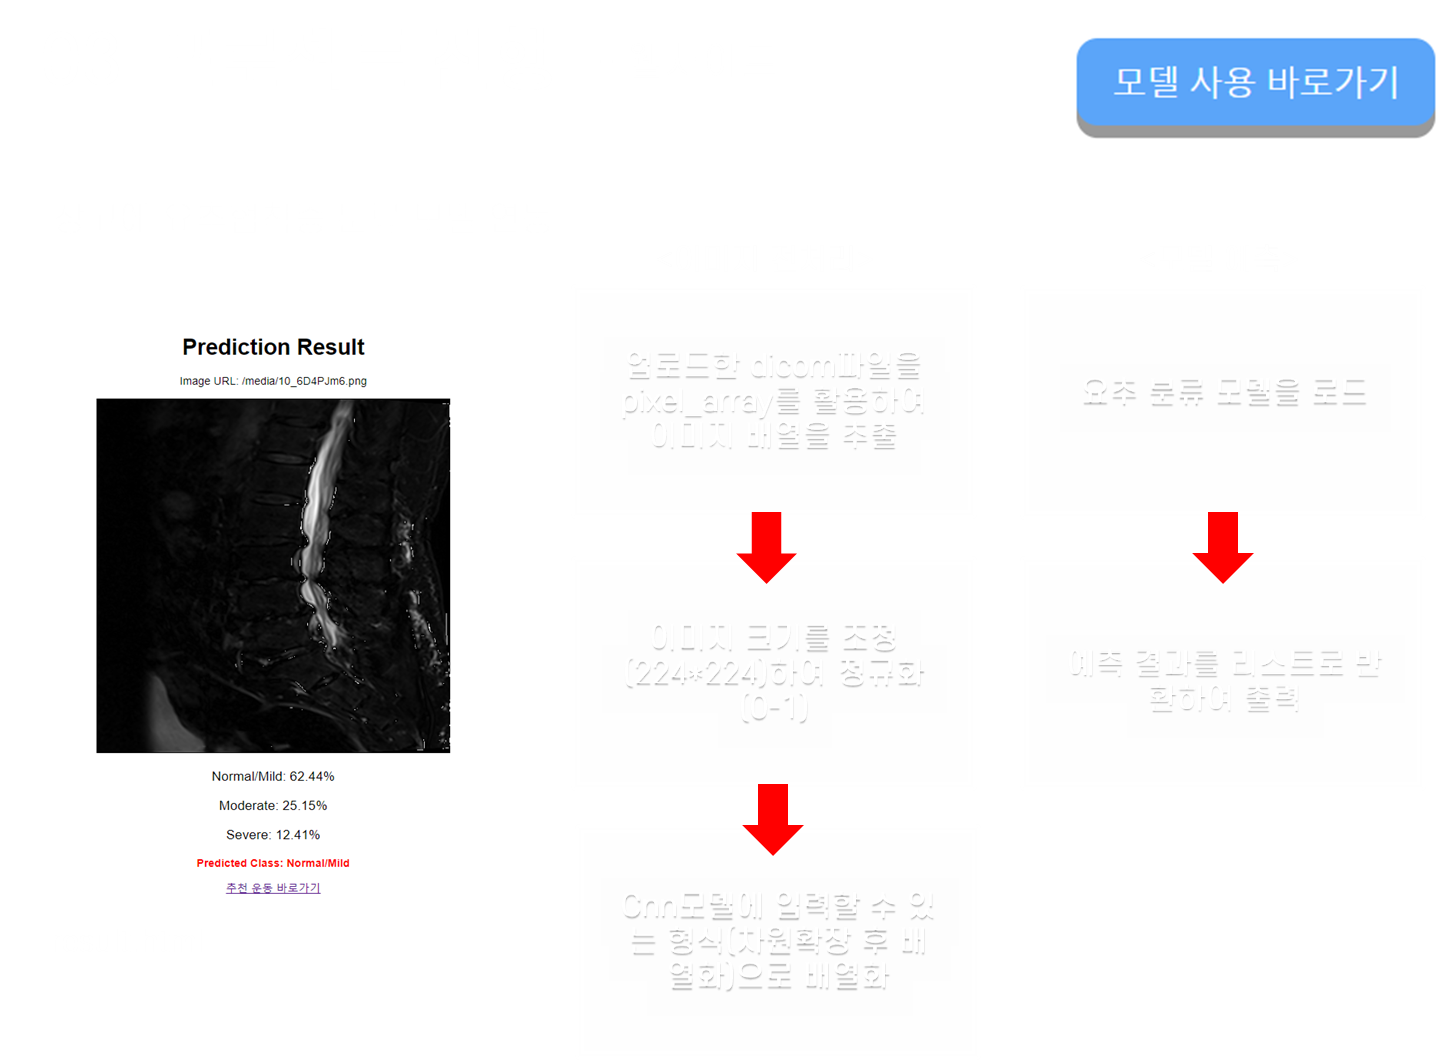 모델 사용 바로가기
Prediction Result
Image URL: /media/10_6D4PJm6.png
Normal/Mild: 62.44%
Moderate: 25.15%
Severe: 12.41%
Predicted Class: Normal/Mild
추천 운동 바로가기
업로드한 dicom파일을
pixel_array를 활용하여
이미지 배열을 추출
이미지 크기를 조정
(224*224)하여 정규화
(0-1)
Cnn모델에 입력할 수 있
는 형식(차원확장 후 배
열화)으로 배열화
요추 분류 모델을 로드
예측 결과를 리스트로 반
환하여 출력